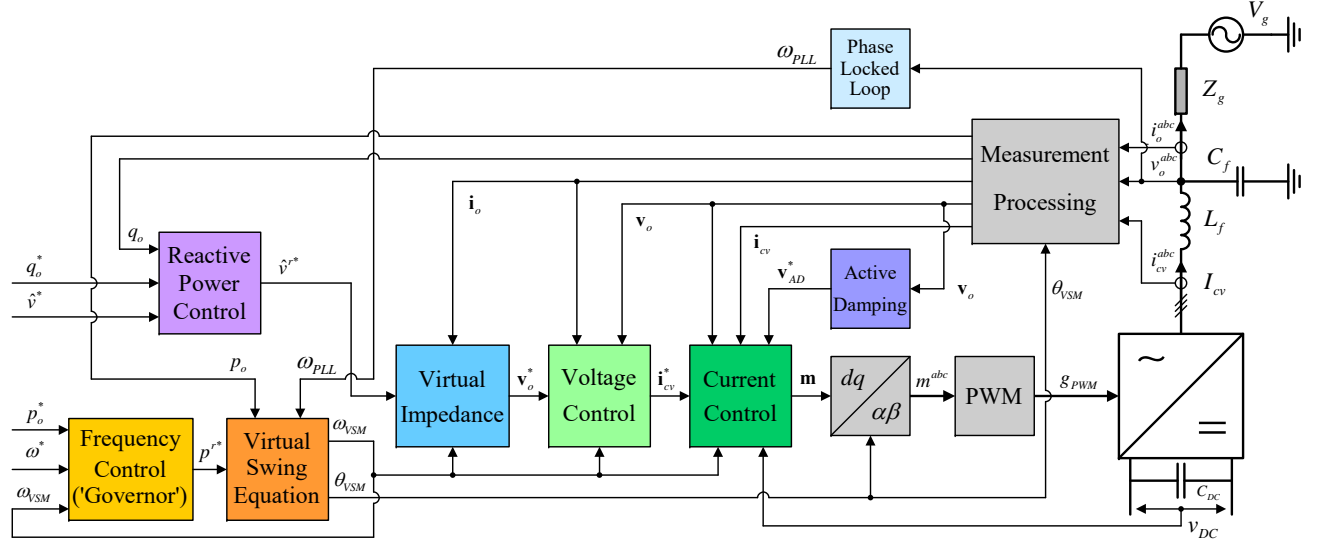 V_g
ω_PLL
Phase
Locked
Loop
Z_g
i_o^abc
Measurement
Processing
v_o^abc
C_f
i_o
v_o
i_cv
L_f
q_o
q_o^*
v̂^*
Reactive
Power
Control
v̂^r*
v_AD^*
Active
Damping
v_o
θ_VSM
i_cv^abc
I_cv
p_o
ω_PLL
Virtual
Impedance
v_o^*
Voltage
Control
i_cv^*
Current
Control
m
dq
αβ
m^abc
PWM
g_PWM
~
=
p_o^*
ω^*
ω_VSM
Frequency
Control
('Governor')
p^r*
Virtual
Swing
Equation
ω_VSM
θ_VSM
C_DC
v_DC